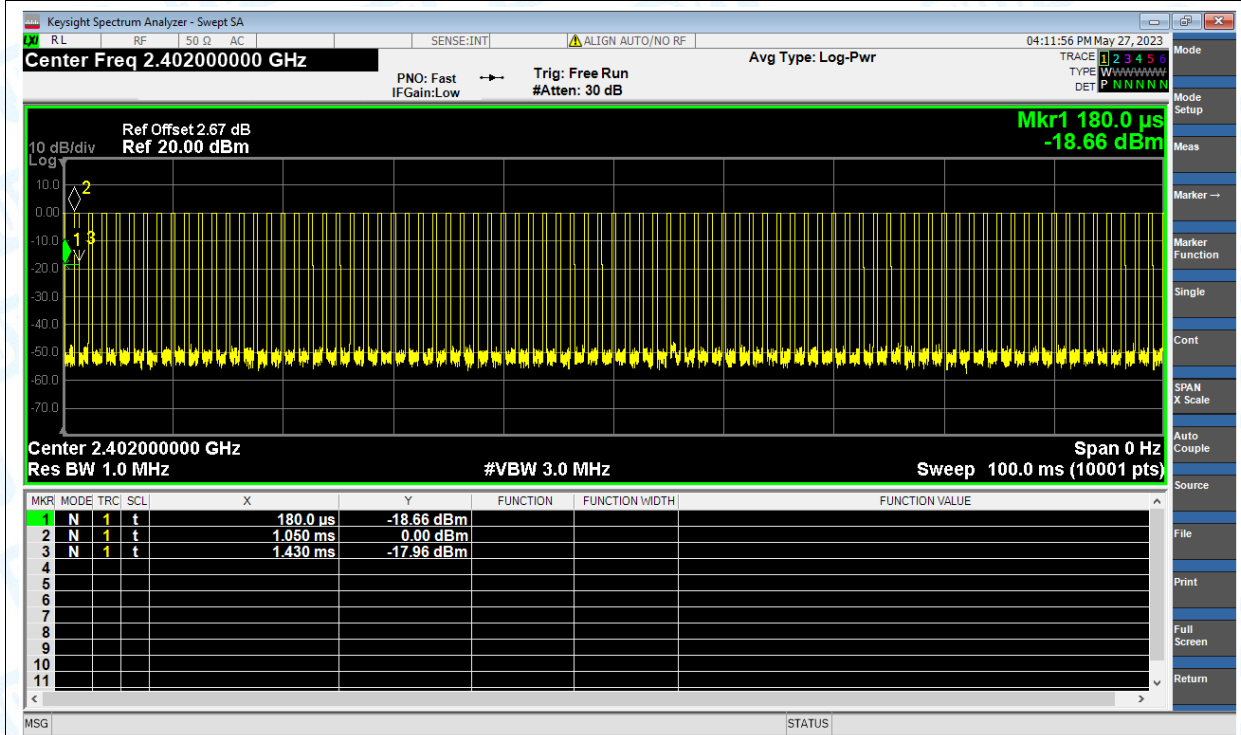 Keysight Spectrum Analyzer - Swept SA
LXI RL RF 50 Ω AC SENSE:INT ALIGN AUTO/NO RF 04:11:56 PM May 27, 2023
Center Freq 2.402000000 GHz
PNO: Fast
IFGain:Low
Trig: Free Run
#Atten: 30 dB
Avg Type: Log-Pwr
TRACE 1 2 3 4 5 6
TYPE WWWWWW
DET P N N N N N
Ref Offset 2.67 dB
10 dB/div Ref 20.00 dBm
Log
Mkr1 180.0 µs
-18.66 dBm
10.0
0.00
-10.0
-20.0
-30.0
-40.0
-50.0
-60.0
-70.0
2
1 3
Center 2.402000000 GHz Span 0 Hz
Res BW 1.0 MHz #VBW 3.0 MHz Sweep 100.0 ms (10001 pts)
MKR MODE TRC SCL X Y FUNCTION FUNCTION WIDTH FUNCTION VALUE
1 N 1 t 180.0 µs -18.66 dBm
2 N 1 t 1.050 ms 0.00 dBm
3 N 1 t 1.430 ms -17.96 dBm
4
5
6
7
8
9
10
11
MSG STATUS
Mode
Mode
Setup
Meas
Marker →
Marker
Function
Single
Cont
SPAN
X Scale
Auto
Couple
Source
File
Print
Full
Screen
Return